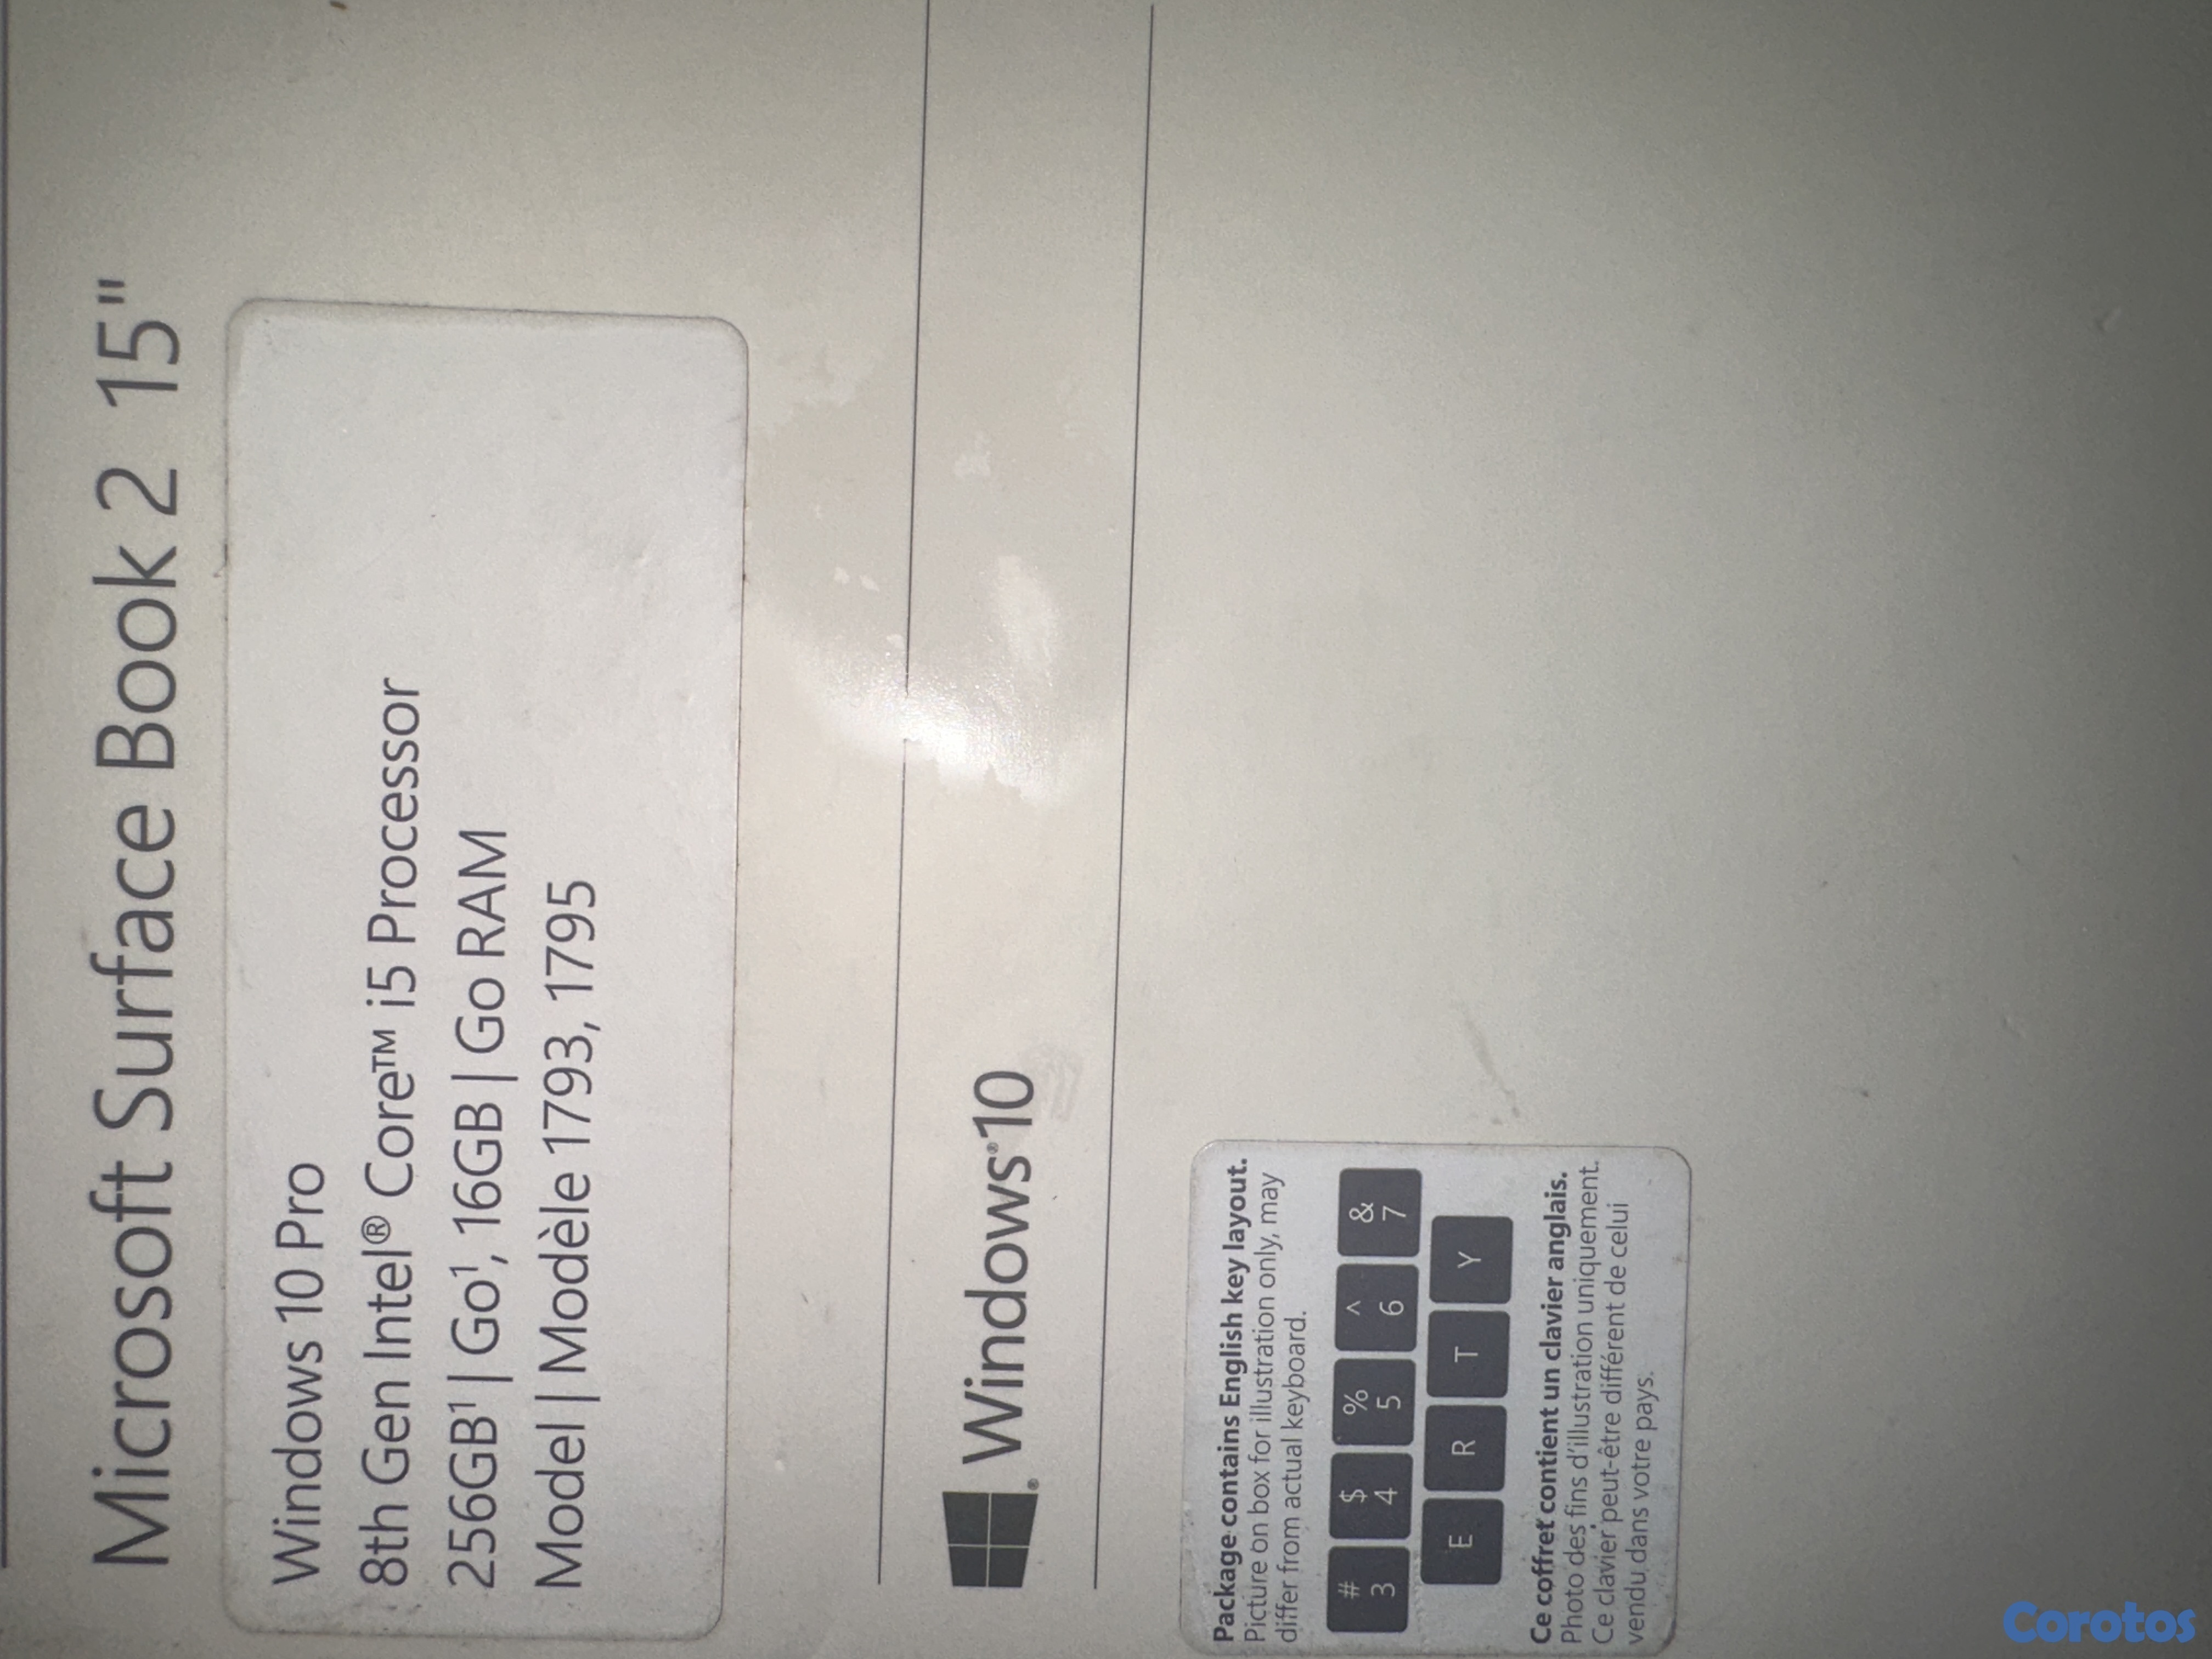 Microsoft Surface Book 2 15"
Windows 10 Pro
8th Gen Intel® Core™ i5 Processor
256GB¹ | Go¹, 16GB | Go RAM
Model | Modèle 1793, 1795
Windows®10
Package contains English key layout.
Picture on box for illustration only, may
differ from actual keyboard.
# $ % ^ &
3 4 5 6 7
E R T Y
Ce coffret contient un clavier anglais.
Photo des fins d'illustration uniquement.
Ce clavier peut-être différent de celui
vendu dans votre pays.
Corotos